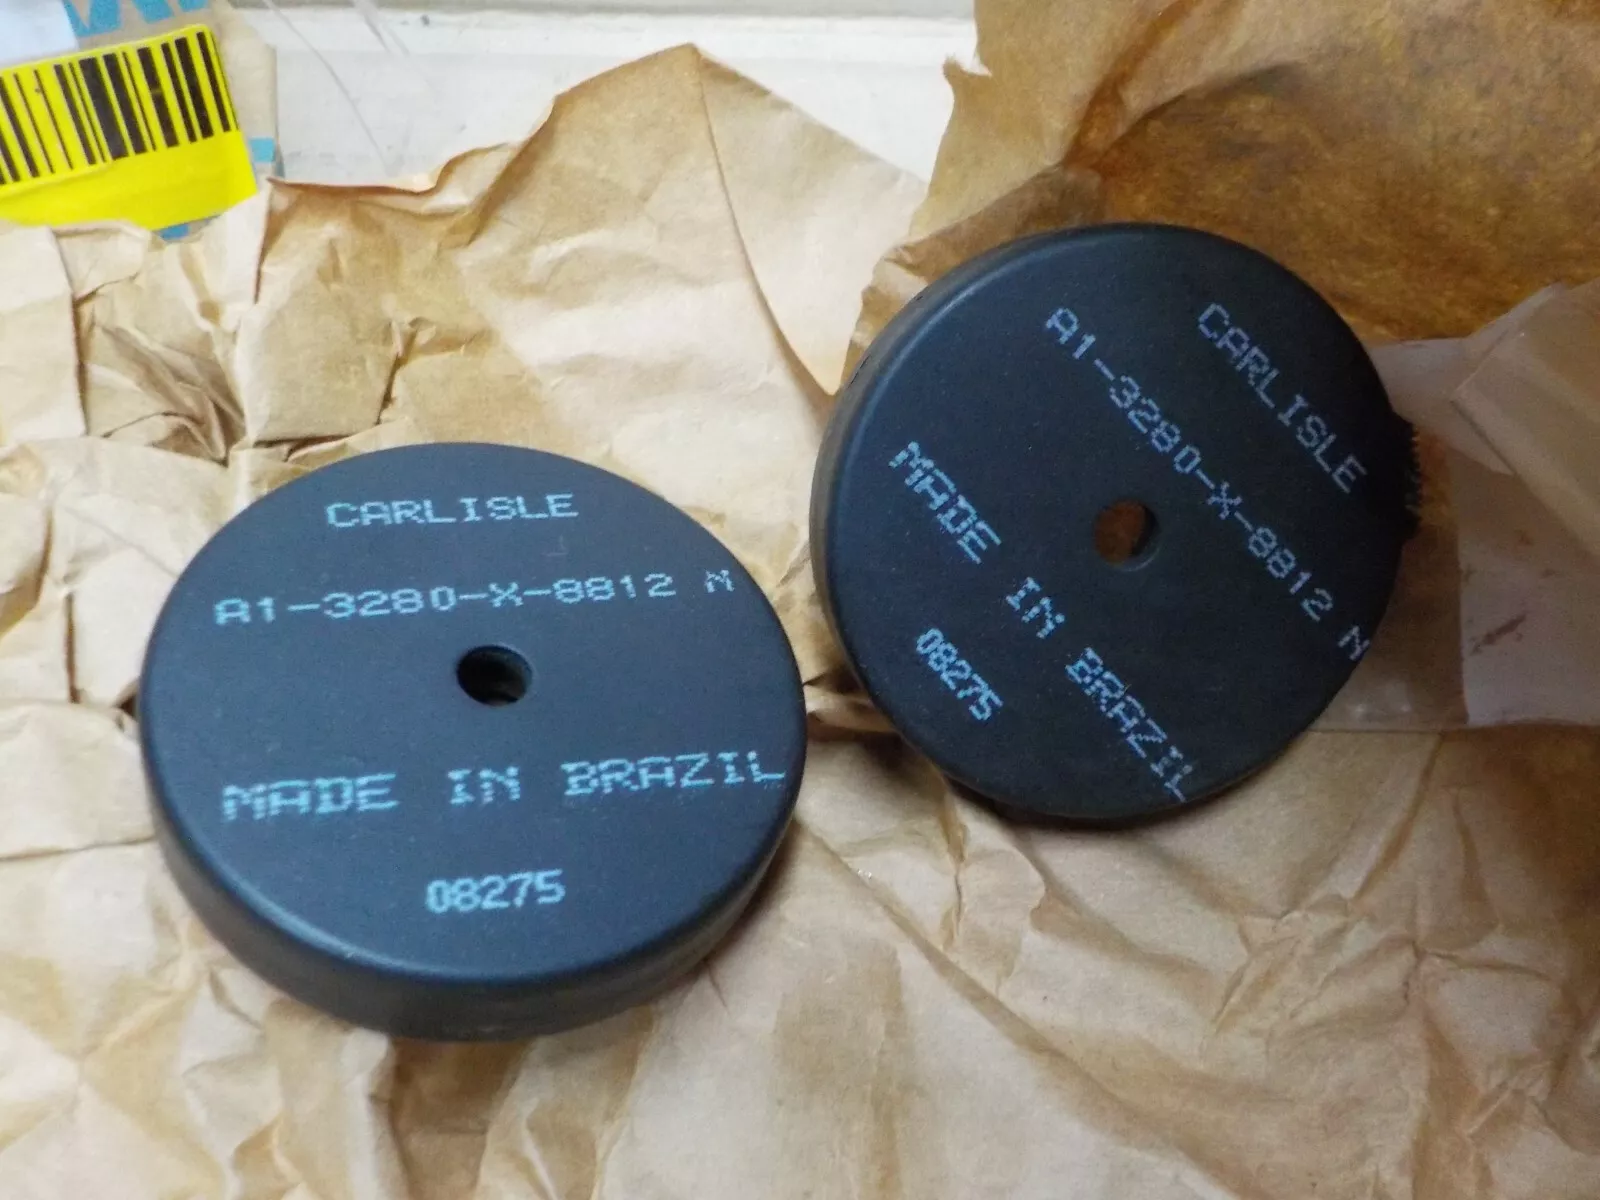 CARLISLE
A1-3280-X-8812 N
MADE IN BRAZIL
08275
CARLISLE
A1-3280-X-8812 N
MADE IN BRAZIL
08275